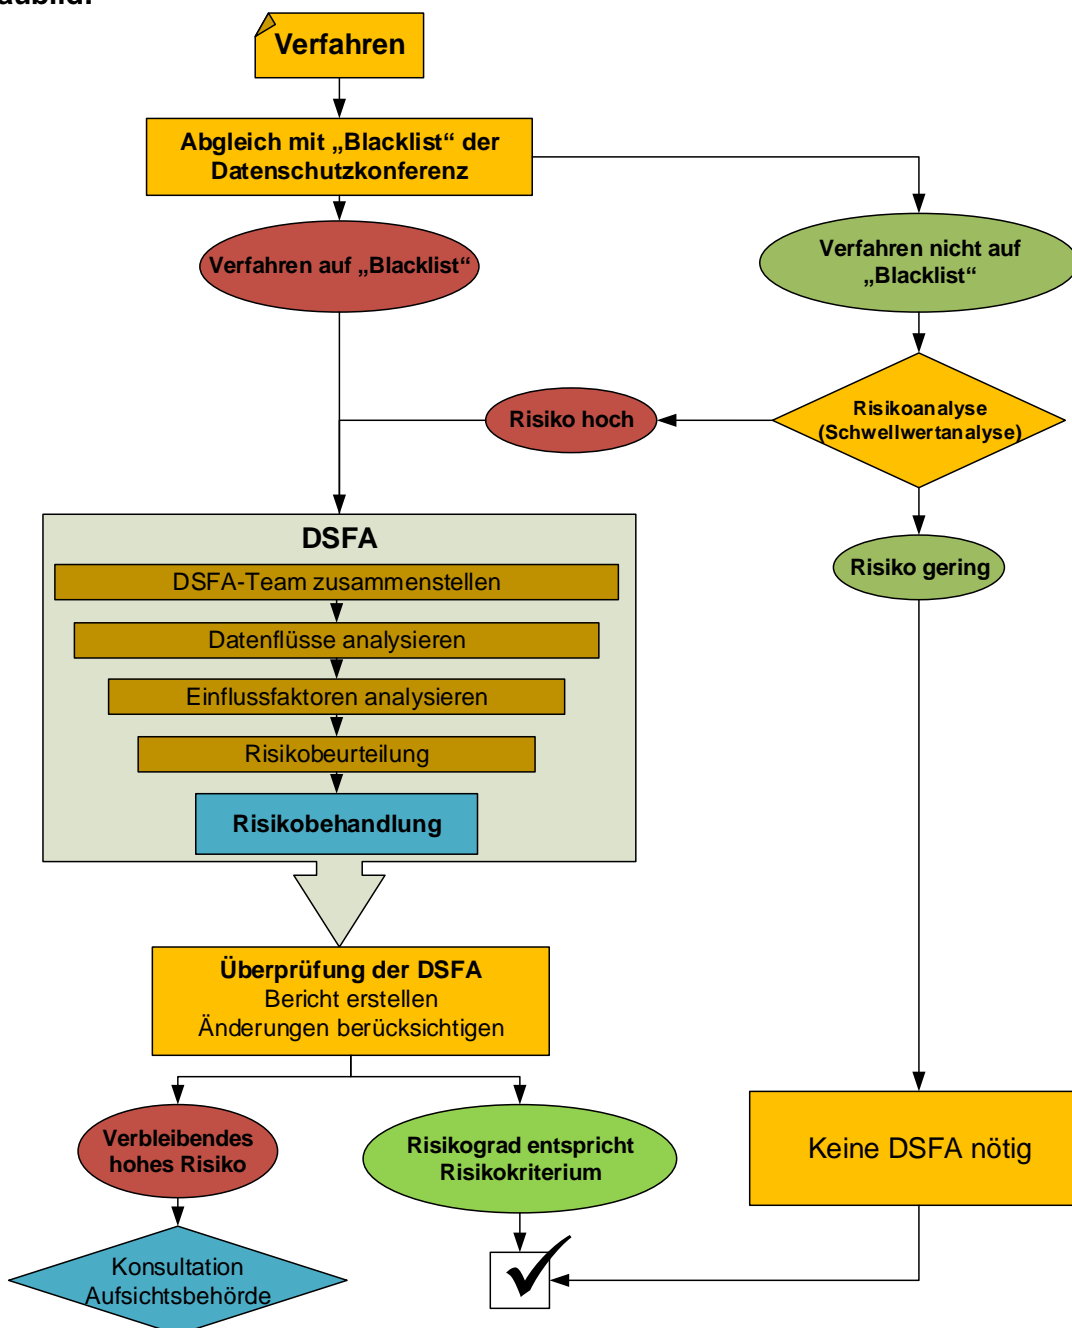 aubild:
Verfahren
Abgleich mit „Blacklist“ der
Datenschutzkonferenz
Verfahren auf „Blacklist“
Verfahren nicht auf
„Blacklist“
Risikoanalyse
(Schwellwertanalyse)
Risiko hoch
Risiko gering
DSFA
DSFA-Team zusammenstellen
Datenflüsse analysieren
Einflussfaktoren analysieren
Risikobeurteilung
Risikobehandlung
Überprüfung der DSFA
Bericht erstellen
Änderungen berücksichtigen
Verbleibendes
hohes Risiko
Risikograd entspricht
Risikokriterium
Keine DSFA nötig
Konsultation
Aufsichtsbehörde